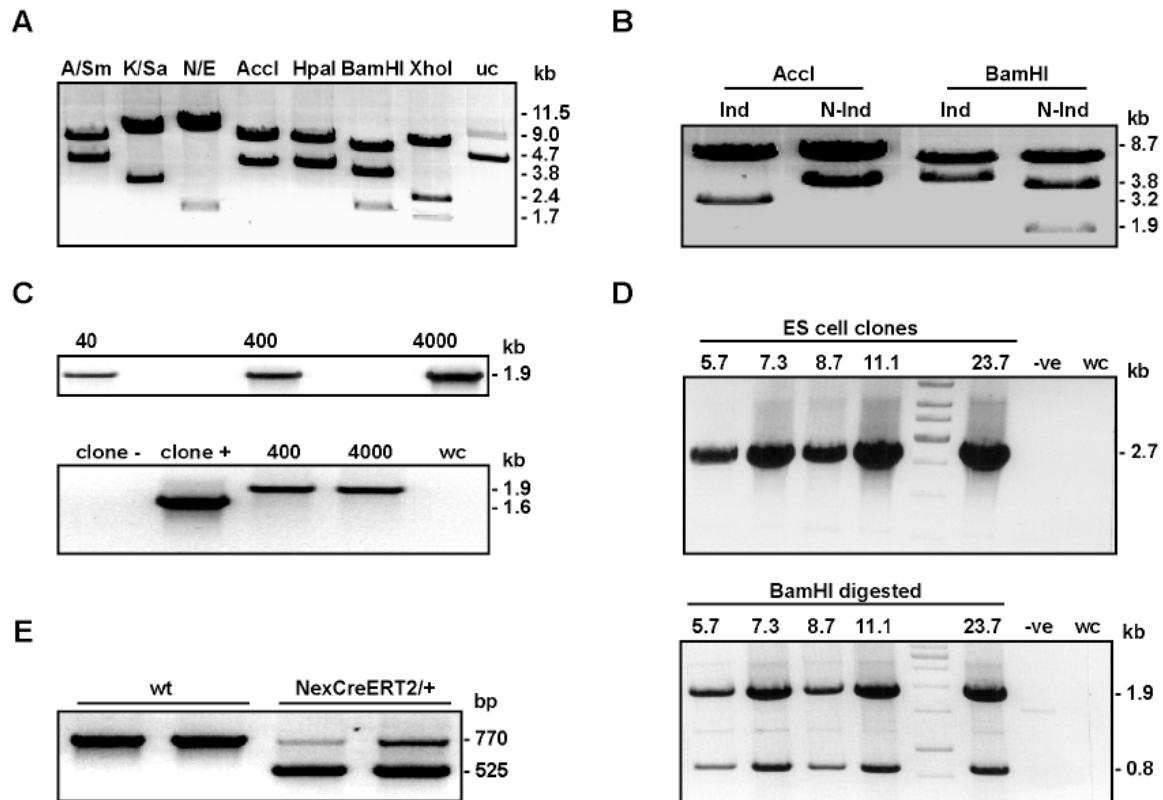 A
A/Sm K/Sa N/E AccI HpaI BamHI XhoI uc kb
- 11.5
- 9.0
- 4.7
- 3.8
- 2.4
- 1.7
B
AccI BamHI
Ind N-Ind Ind N-Ind kb
- 8.7
- 3.8
- 3.2
- 1.9
C
40 400 4000 kb
- 1.9
clone - clone + 400 4000 wc kb
- 1.9
- 1.6
D
ES cell clones
5.7 7.3 8.7 11.1 23.7 -ve wc kb
- 2.7
BamHI digested
5.7 7.3 8.7 11.1 23.7 -ve wc kb
- 1.9
- 0.8
E
wt NexCreERT2/+ bp
- 770
- 525